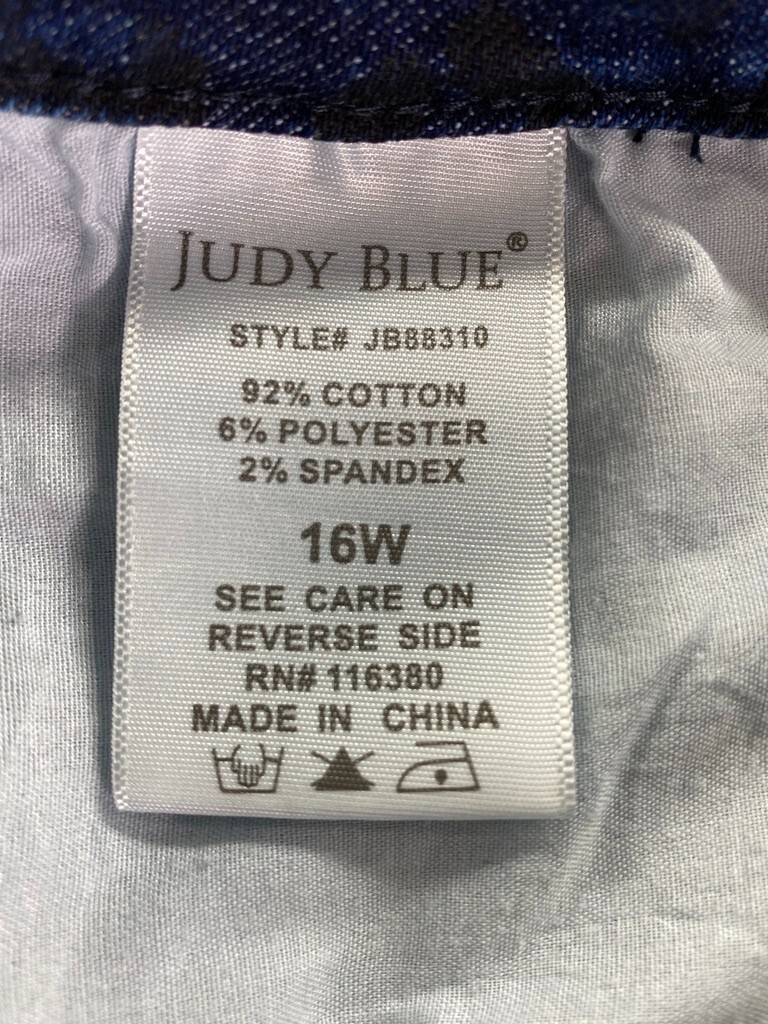 JUDY BLUE®
STYLE# JB88310
92% COTTON
6% POLYESTER
2% SPANDEX
16W
SEE CARE ON
REVERSE SIDE
RN# 116380
MADE IN CHINA